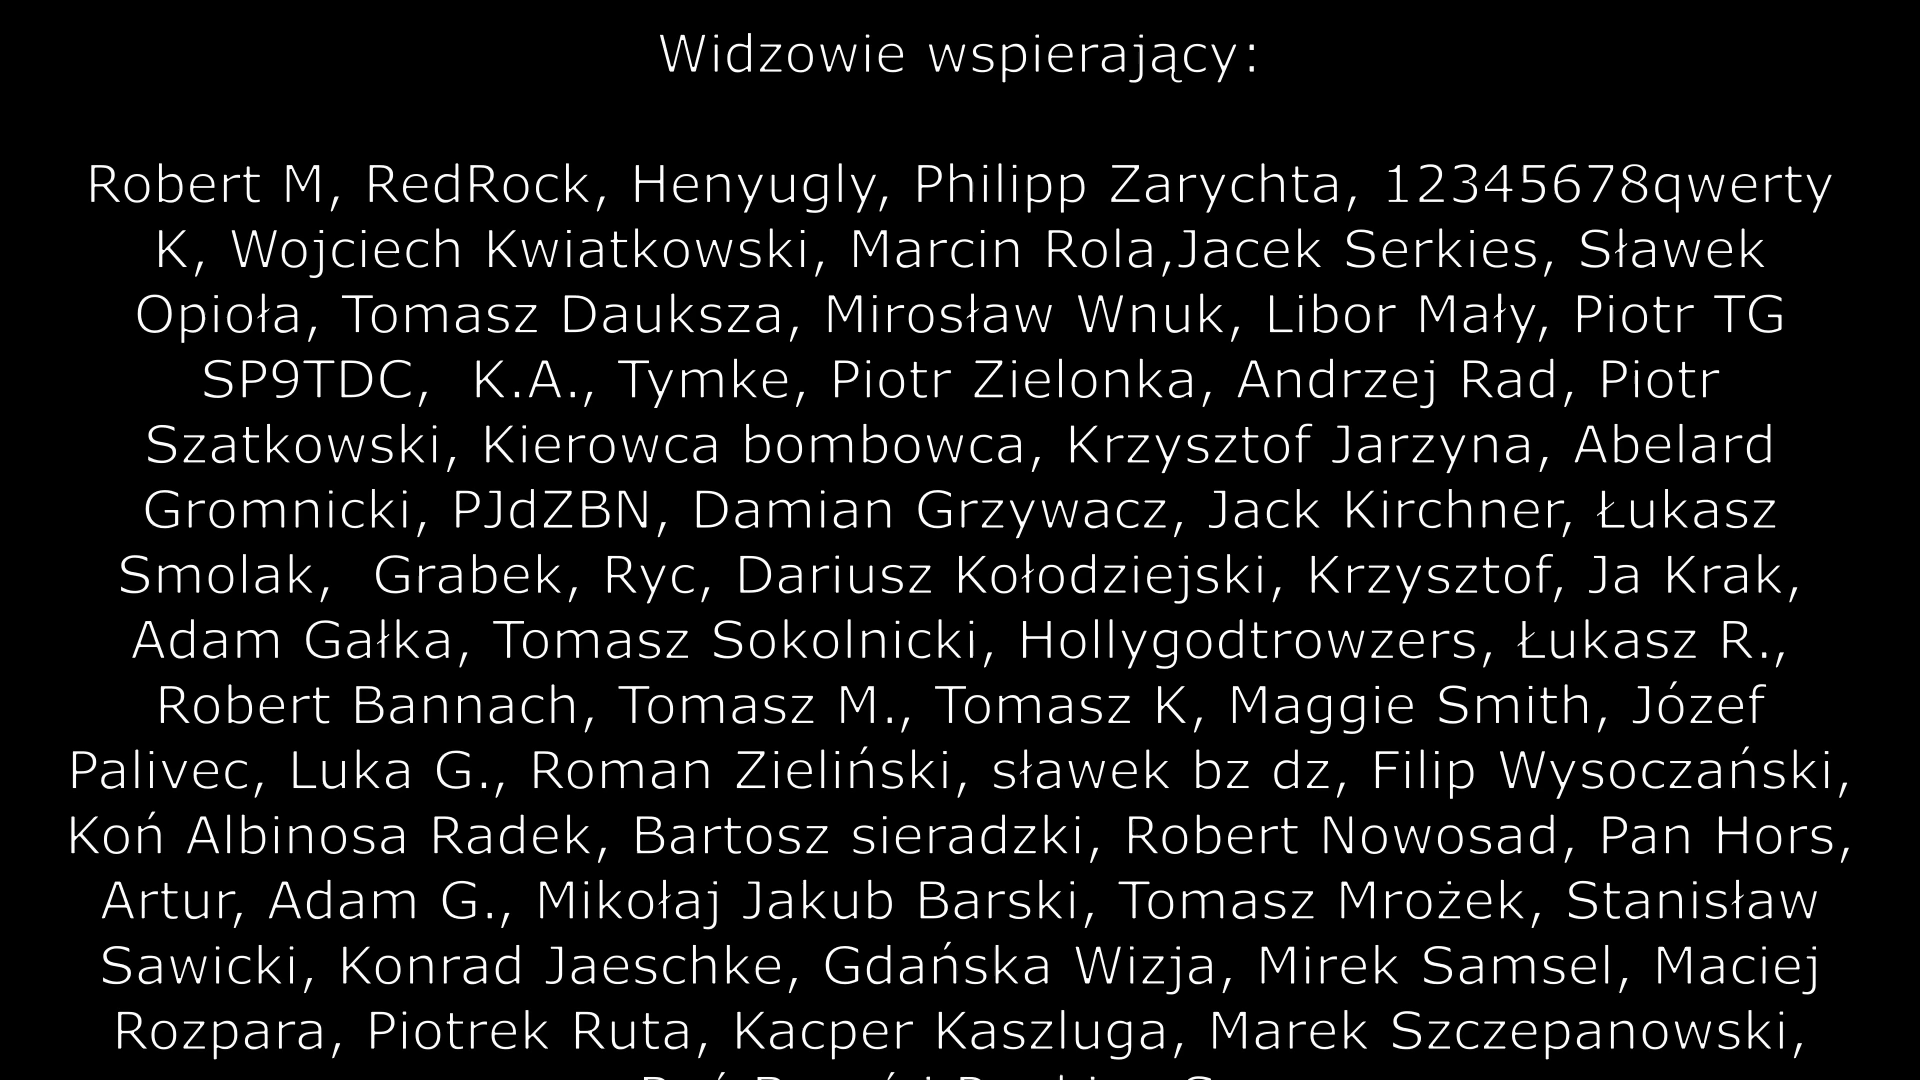 Widzowie wspierający:
Robert M, RedRock, Henyugly, Philipp Zarychta, 12345678qwerty
K, Wojciech Kwiatkowski, Marcin Rola,Jacek Serkies, Sławek
Opioła, Tomasz Dauksza, Mirosław Wnuk, Libor Mały, Piotr TG
SP9TDC,  K.A., Tymke, Piotr Zielonka, Andrzej Rad, Piotr
Szatkowski, Kierowca bombowca, Krzysztof Jarzyna, Abelard
Gromnicki, PJdZBN, Damian Grzywacz, Jack Kirchner, Łukasz
Smolak,  Grabek, Ryc, Dariusz Kołodziejski, Krzysztof, Ja Krak,
Adam Gałka, Tomasz Sokolnicki, Hollygodtrowzers, Łukasz R.,
Robert Bannach, Tomasz M., Tomasz K, Maggie Smith, Józef
Palivec, Luka G., Roman Zieliński, sławek bz dz, Filip Wysoczański,
Koń Albinosa Radek, Bartosz sieradzki, Robert Nowosad, Pan Hors,
Artur, Adam G., Mikołaj Jakub Barski, Tomasz Mrożek, Stanisław
Sawicki, Konrad Jaeschke, Gdańska Wizja, Mirek Samsel, Maciej
Rozpara, Piotrek Ruta, Kacper Kaszluga, Marek Szczepanowski,